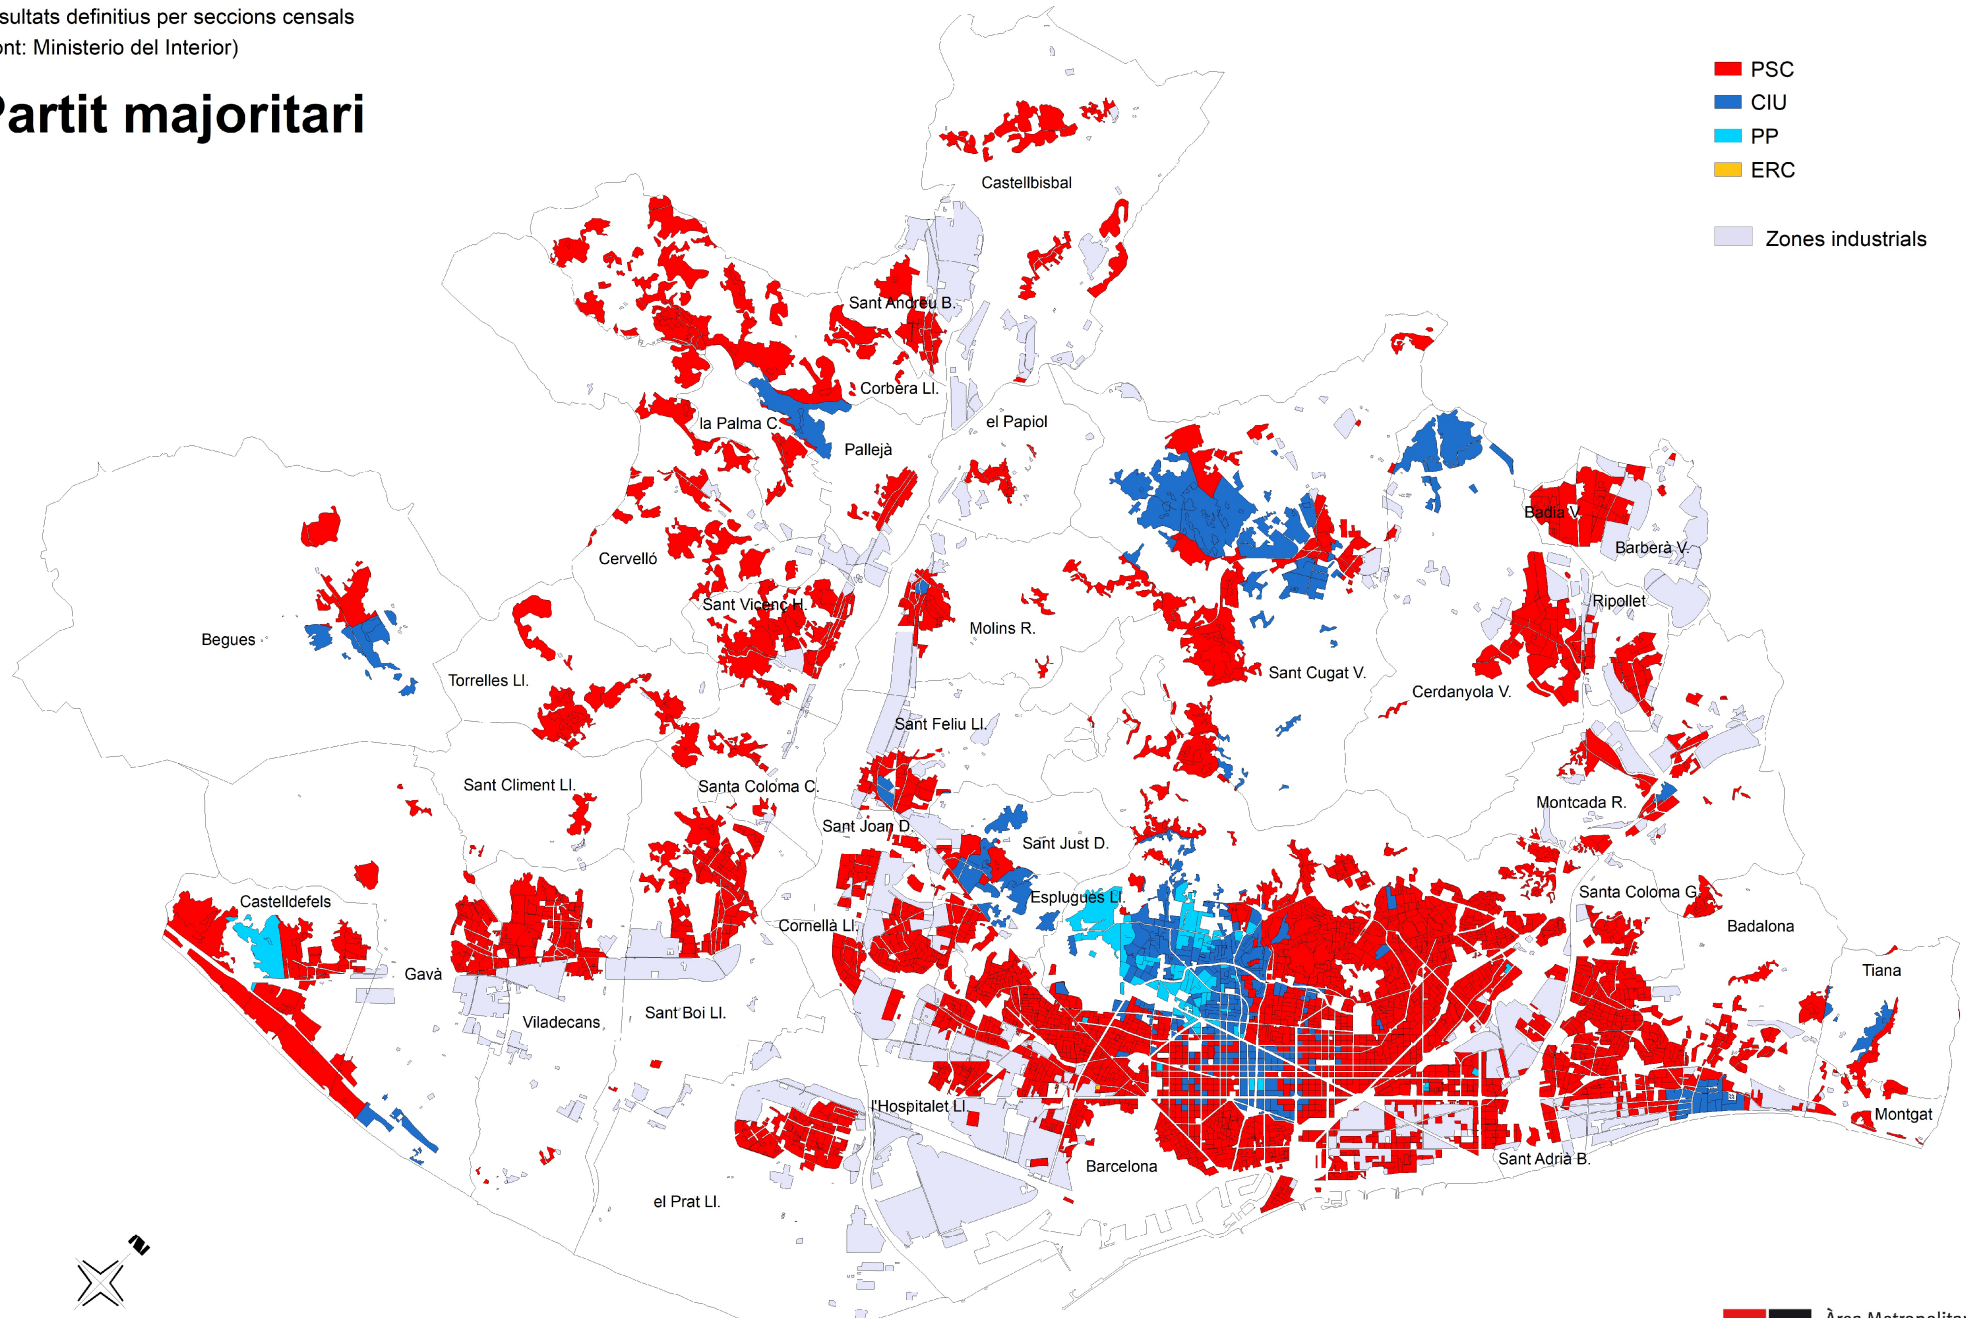 sultats definitius per seccions censals
ont: Ministerio del Interior)
Partit majoritari
PSC
CIU
PP
ERC
Zones industrials
Castellbisbal
Sant Andreu B.
Corbera Ll.
la Palma C.
el Papiol
Pallejà
Badia V.
Barberà V.
Cervelló
Sant Vicenç H.
Ripollet
Molins R.
Begues
Sant Cugat V.
Torrelles Ll.
Cerdanyola V.
Sant Feliu Ll.
Sant Climent Ll.
Santa Coloma C.
Montcada R.
Sant Joan D.
Sant Just D.
Santa Coloma G.
Esplugues Ll.
Castelldefels
Cornellà Ll.
Badalona
Gavà
Tiana
Viladecans
Sant Boi Ll.
l'Hospitalet Ll.
Montgat
Sant Adrià B.
Barcelona
el Prat Ll.
N
Àrea Metropolitan